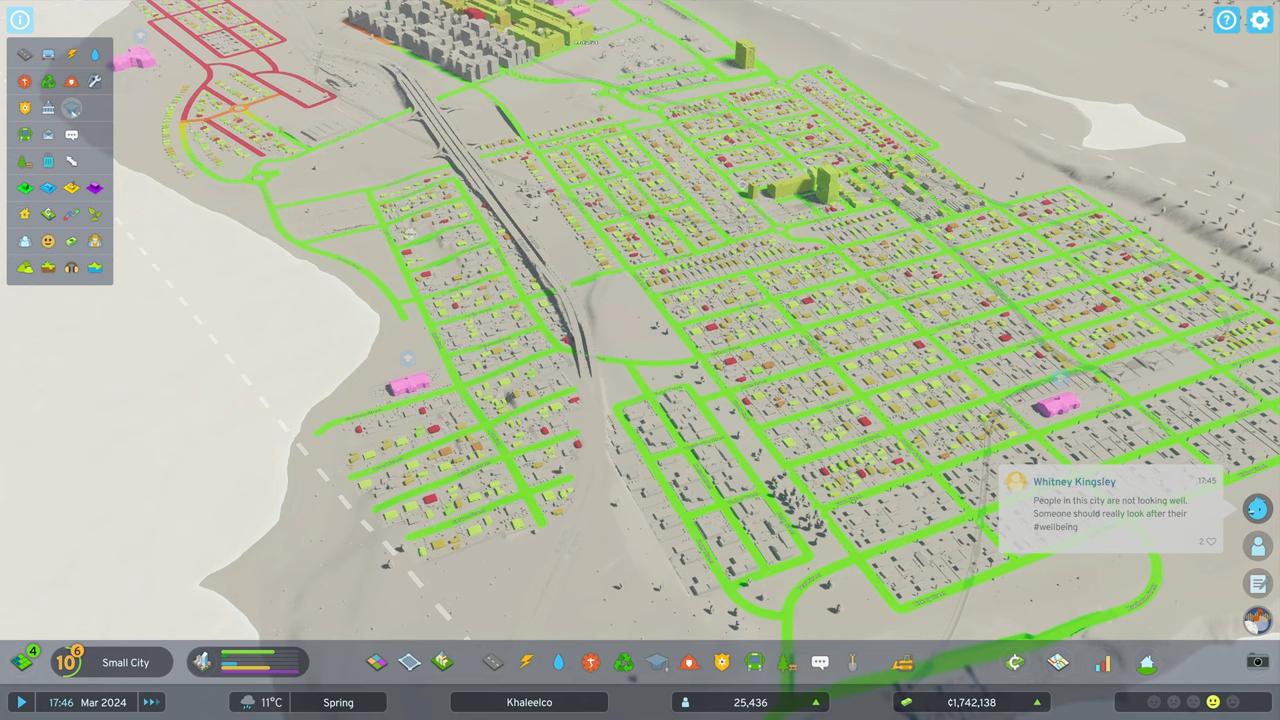 Whitney Kingsley
17:45
People in this city are not looking well.
Someone should really look after their
#wellbeing
2
4
10
6
Small City
17:46 Mar 2024
11°C
Spring
Khaleelco
25,436
₵1,742,138